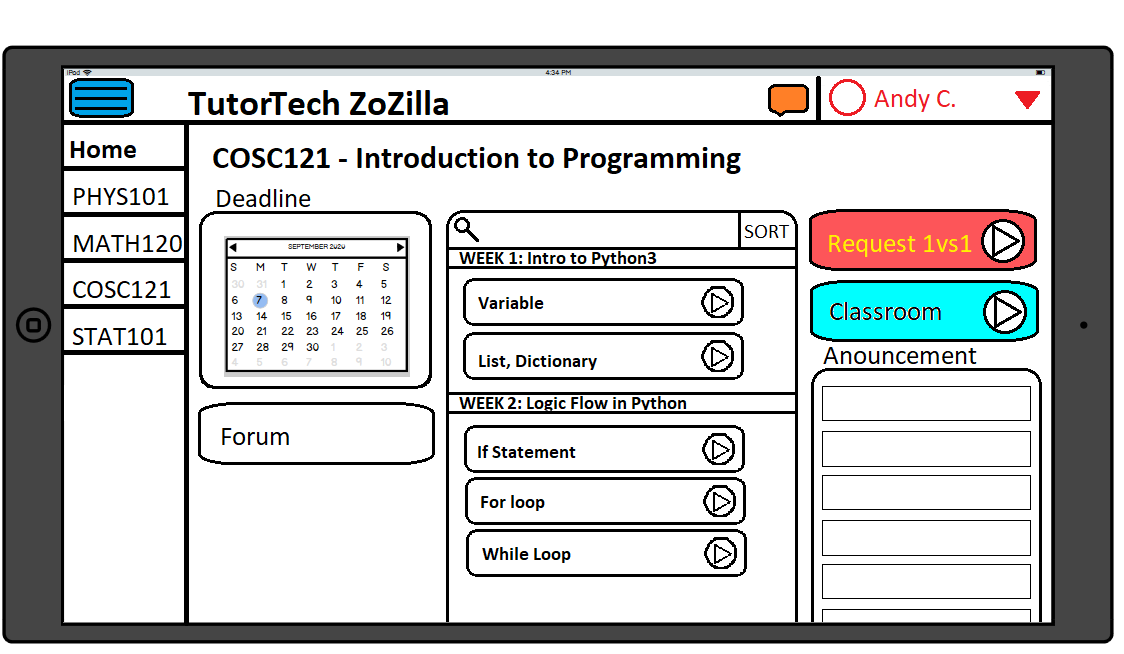 iPod 4:34 PM
TutorTech ZoZilla
Andy C.
Home
PHYS101
MATH120
COSC121
STAT101
COSC121 - Introduction to Programming
Deadline
SEPTEMBER 2020
S M T W T F S
30 31 1 2 3 4 5
6 7 8 9 10 11 12
13 14 15 16 17 18 19
20 21 22 23 24 25 26
27 28 29 30 1 2 3
4 5 6 7 8 9 10
Forum
SORT
WEEK 1: Intro to Python3
Variable
List, Dictionary
WEEK 2: Logic Flow in Python
If Statement
For loop
While Loop
Request 1vs1
Classroom
Anouncement